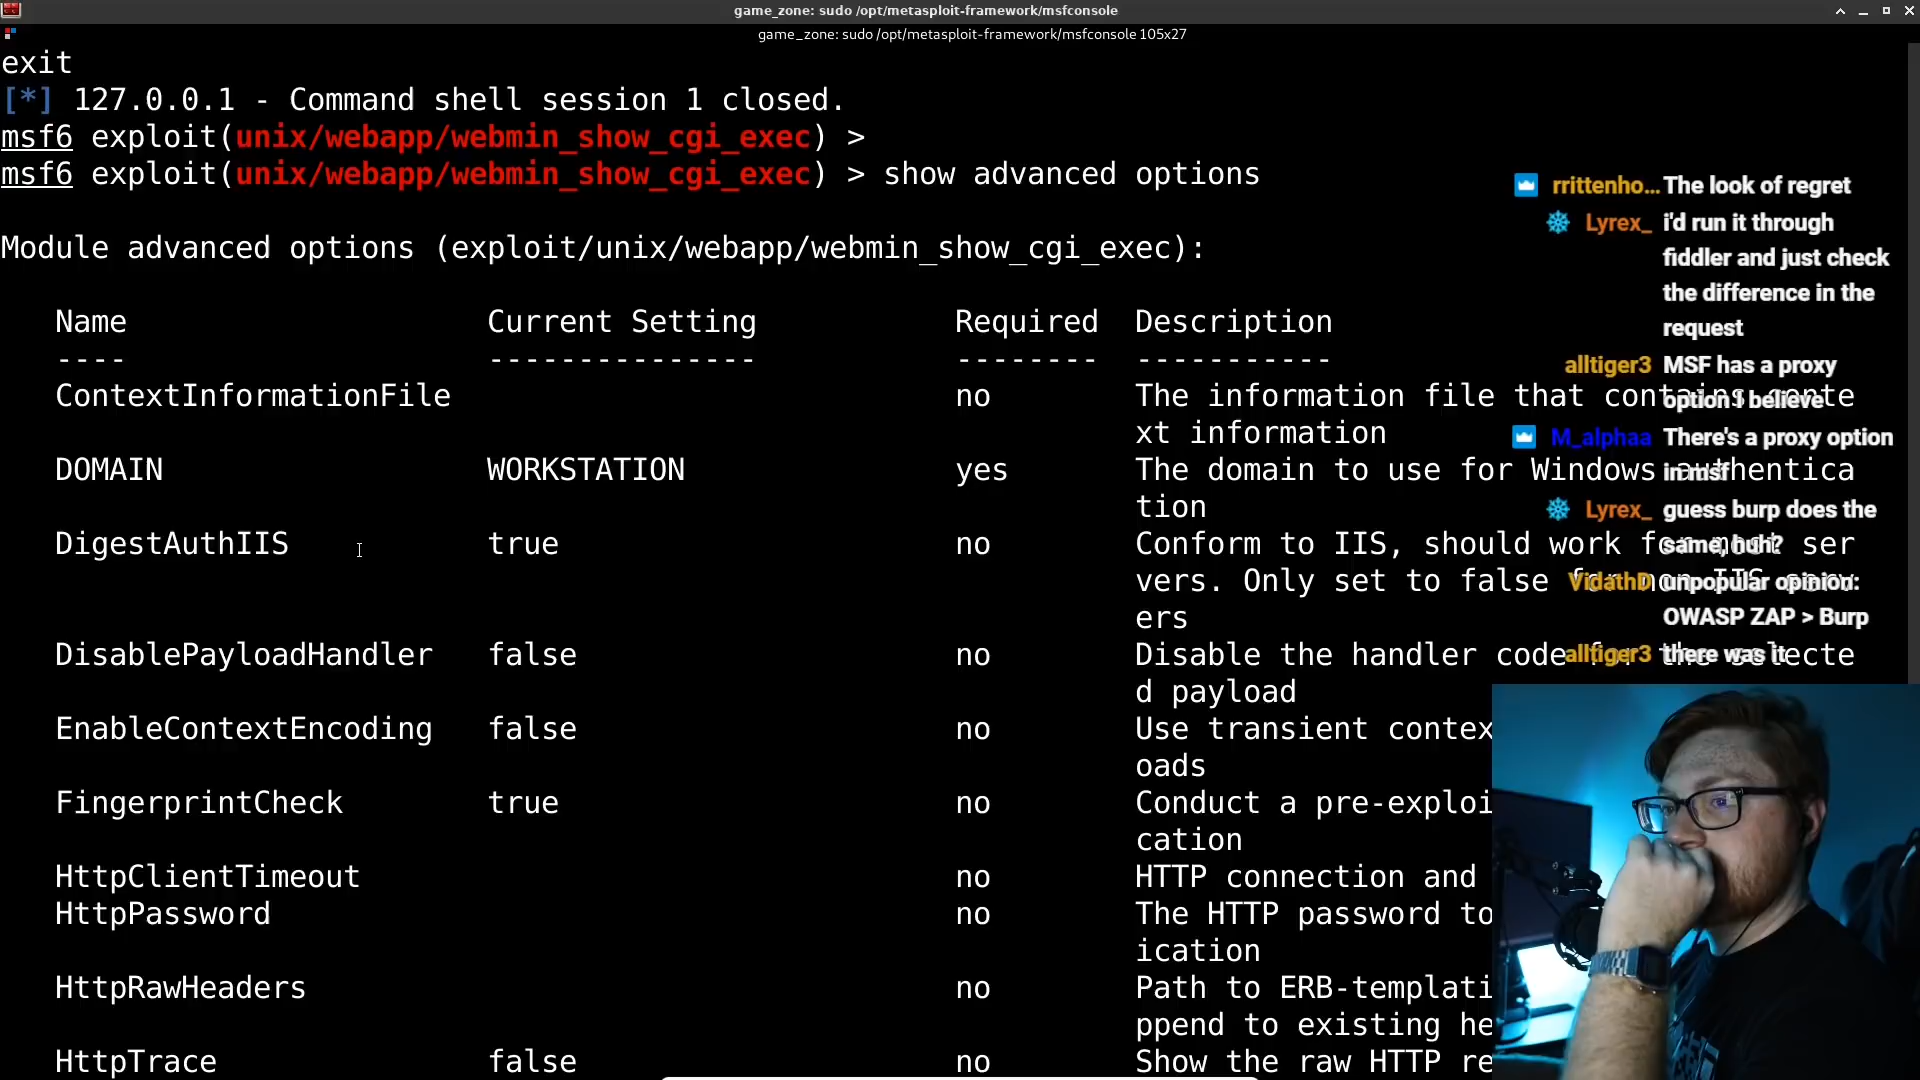 game_zone: sudo /opt/metasploit-framework/msfconsole
game_zone: sudo /opt/metasploit-framework/msfconsole 105x27
exit
[*] 127.0.0.1 - Command shell session 1 closed.
msf6 exploit(unix/webapp/webmin_show_cgi_exec) >
msf6 exploit(unix/webapp/webmin_show_cgi_exec) > show advanced options
Module advanced options (exploit/unix/webapp/webmin_show_cgi_exec):
Name Current Setting Required Description
---- --------------- -------- -----------
ContextInformationFile no The information file that contains conte
xt information
DOMAIN WORKSTATION yes The domain to use for Windows authentica
tion
DigestAuthIIS true no Conform to IIS, should work for most ser
vers. Only set to false for non IIS serv
ers
DisablePayloadHandler false no Disable the handler code for the selecte
d payload
EnableContextEncoding false no Use transient contex
oads
FingerprintCheck true no Conduct a pre-exploi
cation
HttpClientTimeout no HTTP connection and
HttpPassword no The HTTP password to
ication
HttpRawHeaders no Path to ERB-templati
ppend to existing he
HttpTrace false no Show the raw HTTP re
rrittenho... The look of regret
Lyrex_ i'd run it through
fiddler and just check
the difference in the
request
alltiger3 MSF has a proxy
option I believe
M_alphaa There's a proxy option
in msf
Lyrex_ guess burp does the
same, huh?
VidathD unpopular opinion:
OWASP ZAP > Burp
alltiger3 there was it